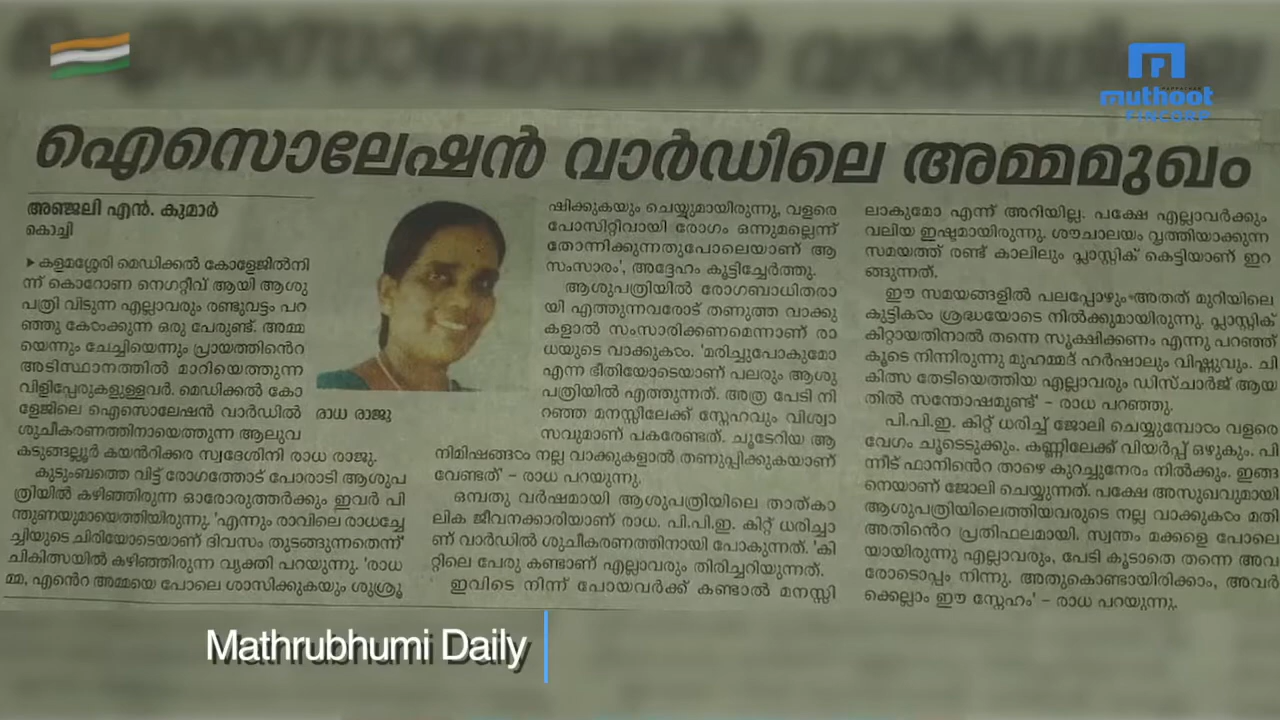 muthoot
FINCORP
ഐസൊലേഷൻ വാർഡിലെ അമ്മമുഖം
അഞ്ജലി എൻ. കുമാർ
കൊച്ചി
കളമശ്ശേരി മെഡിക്കൽ കോളേജിൽനി
ന്ന് കൊറോണ നെഗറ്റീവ് ആയി ആശു
പത്രി വിടുന്ന എല്ലാവരും രണ്ടുവട്ടം പറ
ഞ്ഞു കേൾക്കുന്ന ഒരു പേരുണ്ട്. അമ്മ
യെന്നും ചേച്ചിയെന്നും പ്രായത്തിന്റെ
അടിസ്ഥാനത്തിൽ മാറിയെത്തുന്ന
വിളിപ്പേരുകളുള്ളവർ. മെഡിക്കൽ കോ
ളേജിലെ ഐസൊലേഷൻ വാർഡിൽ
ശുചീകരണത്തിനായെത്തുന്ന ആലുവ
കടുങ്ങല്ലൂർ കയന്റിക്കര സ്വദേശിനി രാധ രാജു.
കുടുംബത്തെ വിട്ട് രോഗത്തോട് പോരാടി ആശുപ
ത്രിയിൽ കഴിഞ്ഞിരുന്ന ഓരോരുത്തർക്കും ഇവർ പി
ന്തുണയുമായെത്തിയിരുന്നു. 'എന്നും രാവിലെ രാധച്ചേ
ച്ചിയുടെ ചിരിയോടെയാണ് ദിവസം തുടങ്ങുന്നതെന്ന്'
ചികിത്സയിൽ കഴിഞ്ഞിരുന്ന വ്യക്തി പറയുന്നു. 'രാധ
മ്മ, എന്റെ അമ്മയെ പോലെ ശാസിക്കുകയും ശുശ്രൂ
രാധ രാജു
ഷിക്കുകയും ചെയ്യുമായിരുന്നു, വളരെ
പോസിറ്റിവായി രോഗം ഒന്നുമല്ലെന്ന്
തോന്നിക്കുന്നതുപോലെയാണ് ആ
സംസാരം', അദ്ദേഹം കൂട്ടിച്ചേർത്തു.
ആശുപത്രിയിൽ രോഗബാധിതരാ
യി എത്തുന്നവരോട് തണുത്ത വാക്കു
കളാൽ സംസാരിക്കണമെന്നാണ് രാ
ധയുടെ വാക്കുകൾ. 'മരിച്ചുപോകുമോ
എന്ന ഭീതിയോടെയാണ് പലരും ആശു
പത്രിയിൽ എത്തുന്നത്. അത്ര പേടി നി
റഞ്ഞ മനസ്സിലേക്ക് സ്നേഹവും വിശ്വാ
സവുമാണ് പകരേണ്ടത്. ചൂടേറിയ ആ
നിമിഷങ്ങൾ നല്ല വാക്കുകളാൽ തണുപ്പിക്കുകയാണ്
വേണ്ടത്' – രാധ പറയുന്നു.
ഒമ്പതു വർഷമായി ആശുപത്രിയിലെ താത്കാ
ലിക ജീവനക്കാരിയാണ് രാധ. പി.പി.ഇ. കിറ്റ് ധരിച്ചാ
ണ് വാർഡിൽ ശുചീകരണത്തിനായി പോകുന്നത്. 'കി
റ്റിലെ പേരു കണ്ടാണ് എല്ലാവരും തിരിച്ചറിയുന്നത്.
ഇവിടെ നിന്ന് പോയവർക്ക് കണ്ടാൽ മനസ്സി
ലാകുമോ എന്ന് അറിയില്ല. പക്ഷേ എല്ലാവർക്കും
വലിയ ഇഷ്ടമായിരുന്നു. ശൗചാലയം വൃത്തിയാക്കുന്ന
സമയത്ത് രണ്ട് കാലിലും പ്ലാസ്റ്റിക് കെട്ടിയാണ് ഇറ
ങ്ങുന്നത്.
ഈ സമയങ്ങളിൽ പലപ്പോഴും അതത് മുറിയിലെ
കുട്ടികൾ ശ്രദ്ധയോടെ നിൽക്കുമായിരുന്നു. പ്ലാസ്റ്റിക്
കിറ്റായതിനാൽ തന്നെ സൂക്ഷിക്കണം എന്നു പറഞ്ഞ്
കൂടെ നിന്നിരുന്നു മുഹമ്മദ് ഹർഷാലും വിഷ്ണുവും. ചി
കിത്സ തേടിയെത്തിയ എല്ലാവരും ഡിസ്ചാർജ് ആയ
തിൽ സന്തോഷമുണ്ട്' – രാധ പറഞ്ഞു.
പി.പി.ഇ. കിറ്റ് ധരിച്ച് ജോലി ചെയ്യുമ്പോൾ വളരെ
വേഗം ചൂടെടുക്കും. കണ്ണിലേക്ക് വിയർപ്പ് ഒഴുകും. പി
ന്നീട് ഫാനിന്റെ താഴെ കുറച്ചുനേരം നിൽക്കും. ഇങ്ങ
നെയാണ് ജോലി ചെയ്യുന്നത്. പക്ഷേ അസുഖവുമായി
ആശുപത്രിയിലെത്തിയവരുടെ നല്ല വാക്കുകൾ മതി
അതിന്റെ പ്രതിഫലമായി. സ്വന്തം മക്കളെ പോലെ
യായിരുന്നു എല്ലാവരും, പേടി കൂടാതെ തന്നെ അവ
രോടൊപ്പം നിന്നു. അതുകൊണ്ടായിരിക്കാം, അവർ
ക്കെല്ലാം ഈ സ്നേഹം' – രാധ പറയുന്നു.
Mathrubhumi Daily